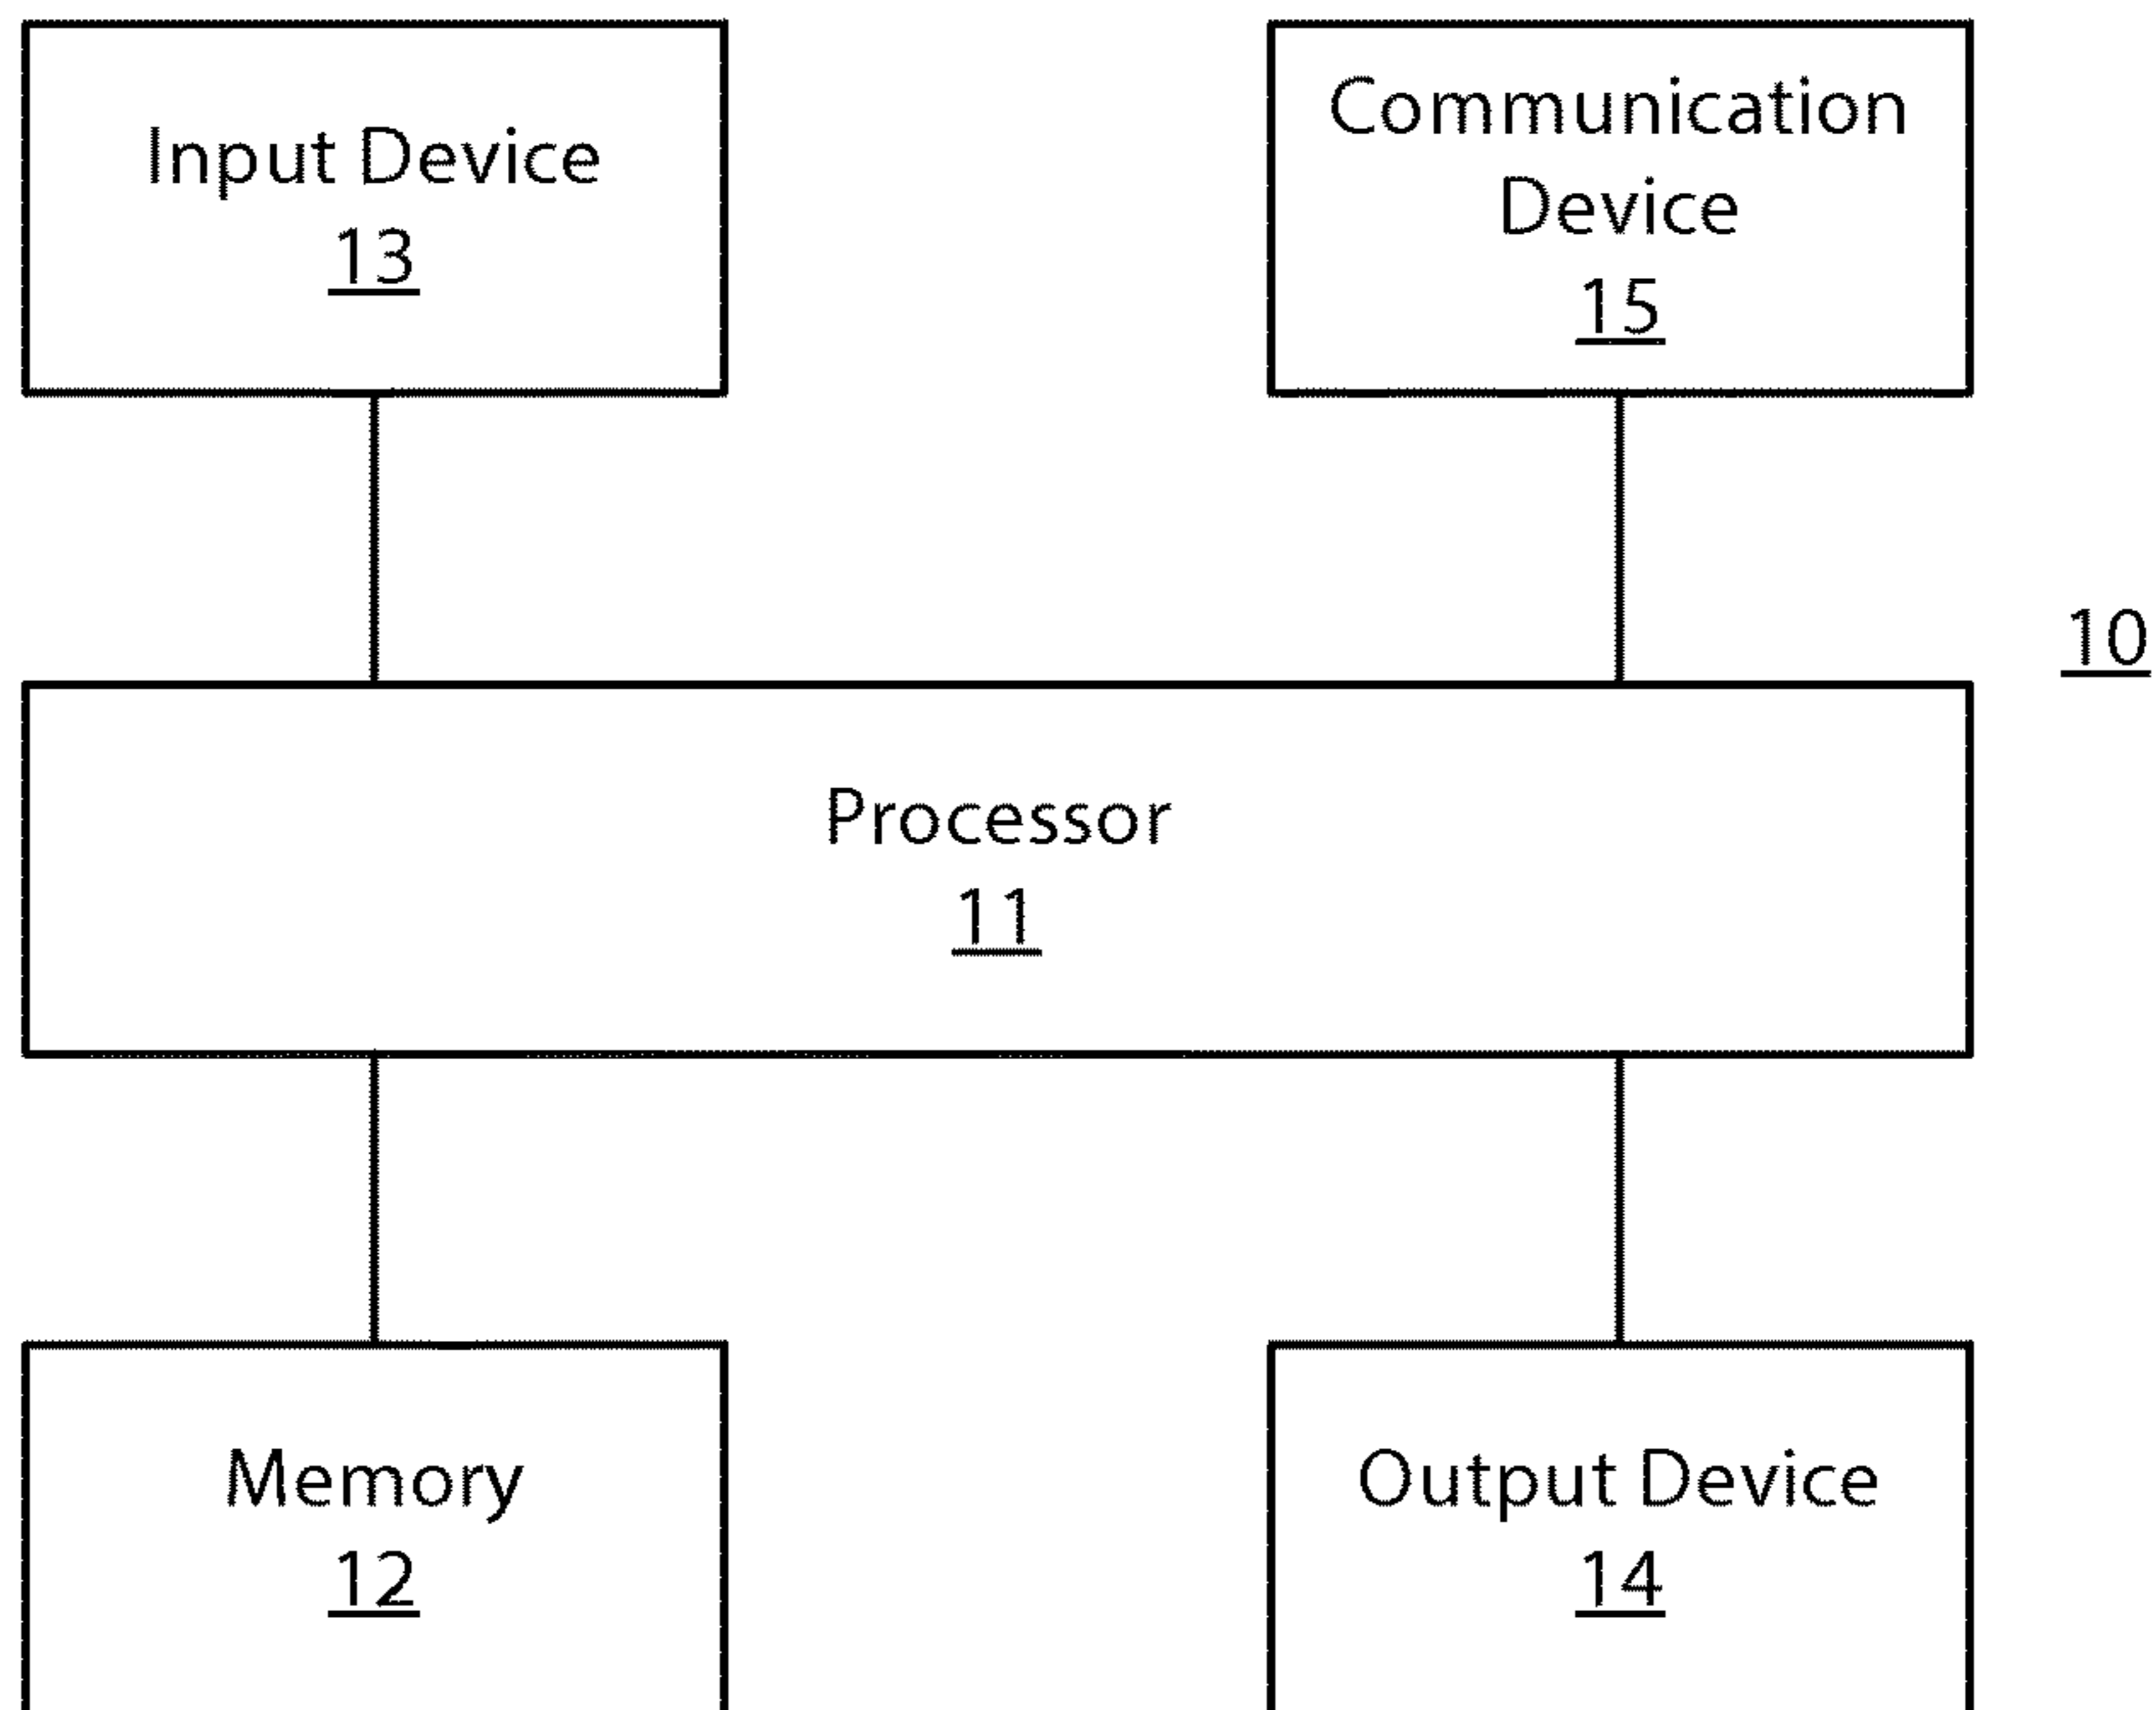 Input Device
13
Communication
Device
15
10
Processor
11
Memory
12
Output Device
14